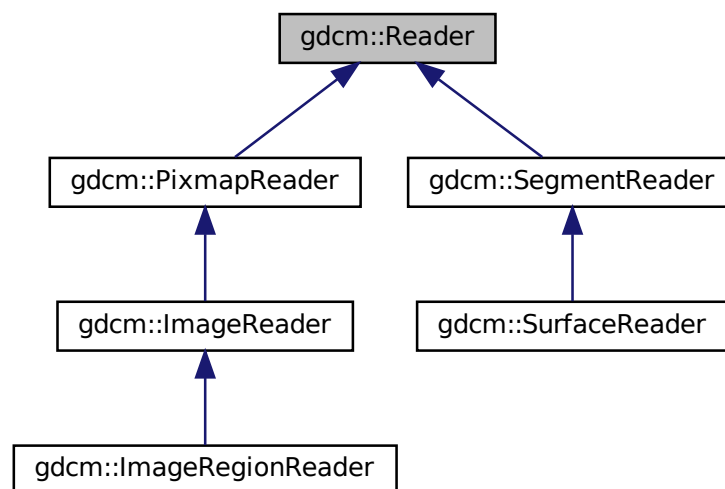 gdcm::Reader
gdcm::PixmapReader
gdcm::SegmentReader
gdcm::ImageReader
gdcm::SurfaceReader
gdcm::ImageRegionReader